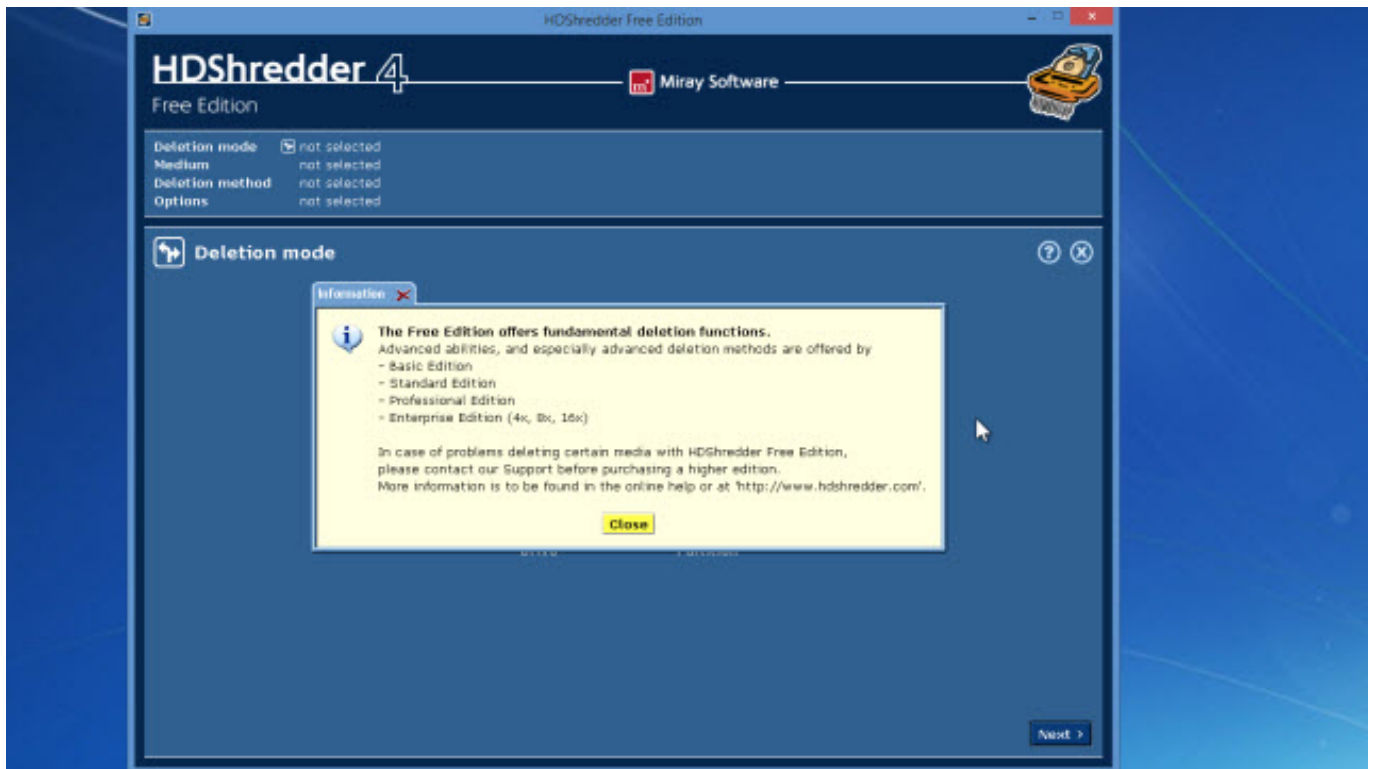 HDShredder Free Edition
HDShredder 4
Miray Software
Free Edition
Deletion mode not selected
Medium not selected
Deletion method not selected
Options not selected
Deletion mode
Information
The Free Edition offers fundamental deletion functions.
Advanced abilities, and especially advanced deletion methods are offered by
- Basic Edition
- Standard Edition
- Professional Edition
- Enterprise Edition (4x, 8x, 16x)
In case of problems deleting certain media with HDShredder Free Edition,
please contact our Support before purchasing a higher edition.
More information is to be found in the online help or at 'http://www.hdshredder.com'.
Close
Next >